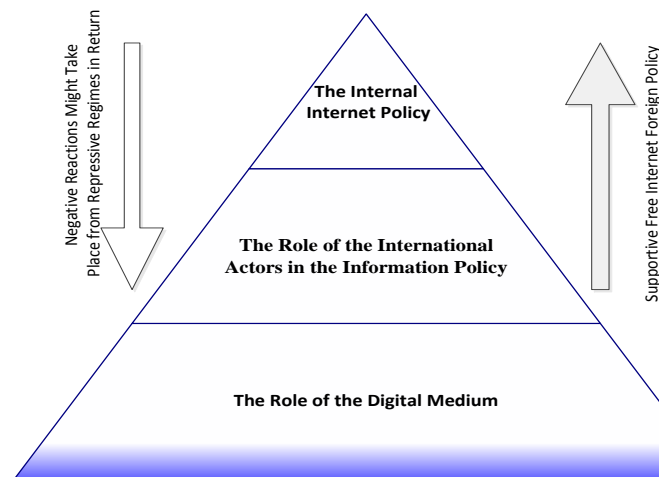 Negative Reactions Might Take
Place from Repressive Regimes in Return
The Internal
Internet Policy
The Role of the International
Actors in the Information Policy
The Role of the Digital Medium
Supportive Free Internet Foreign Policy